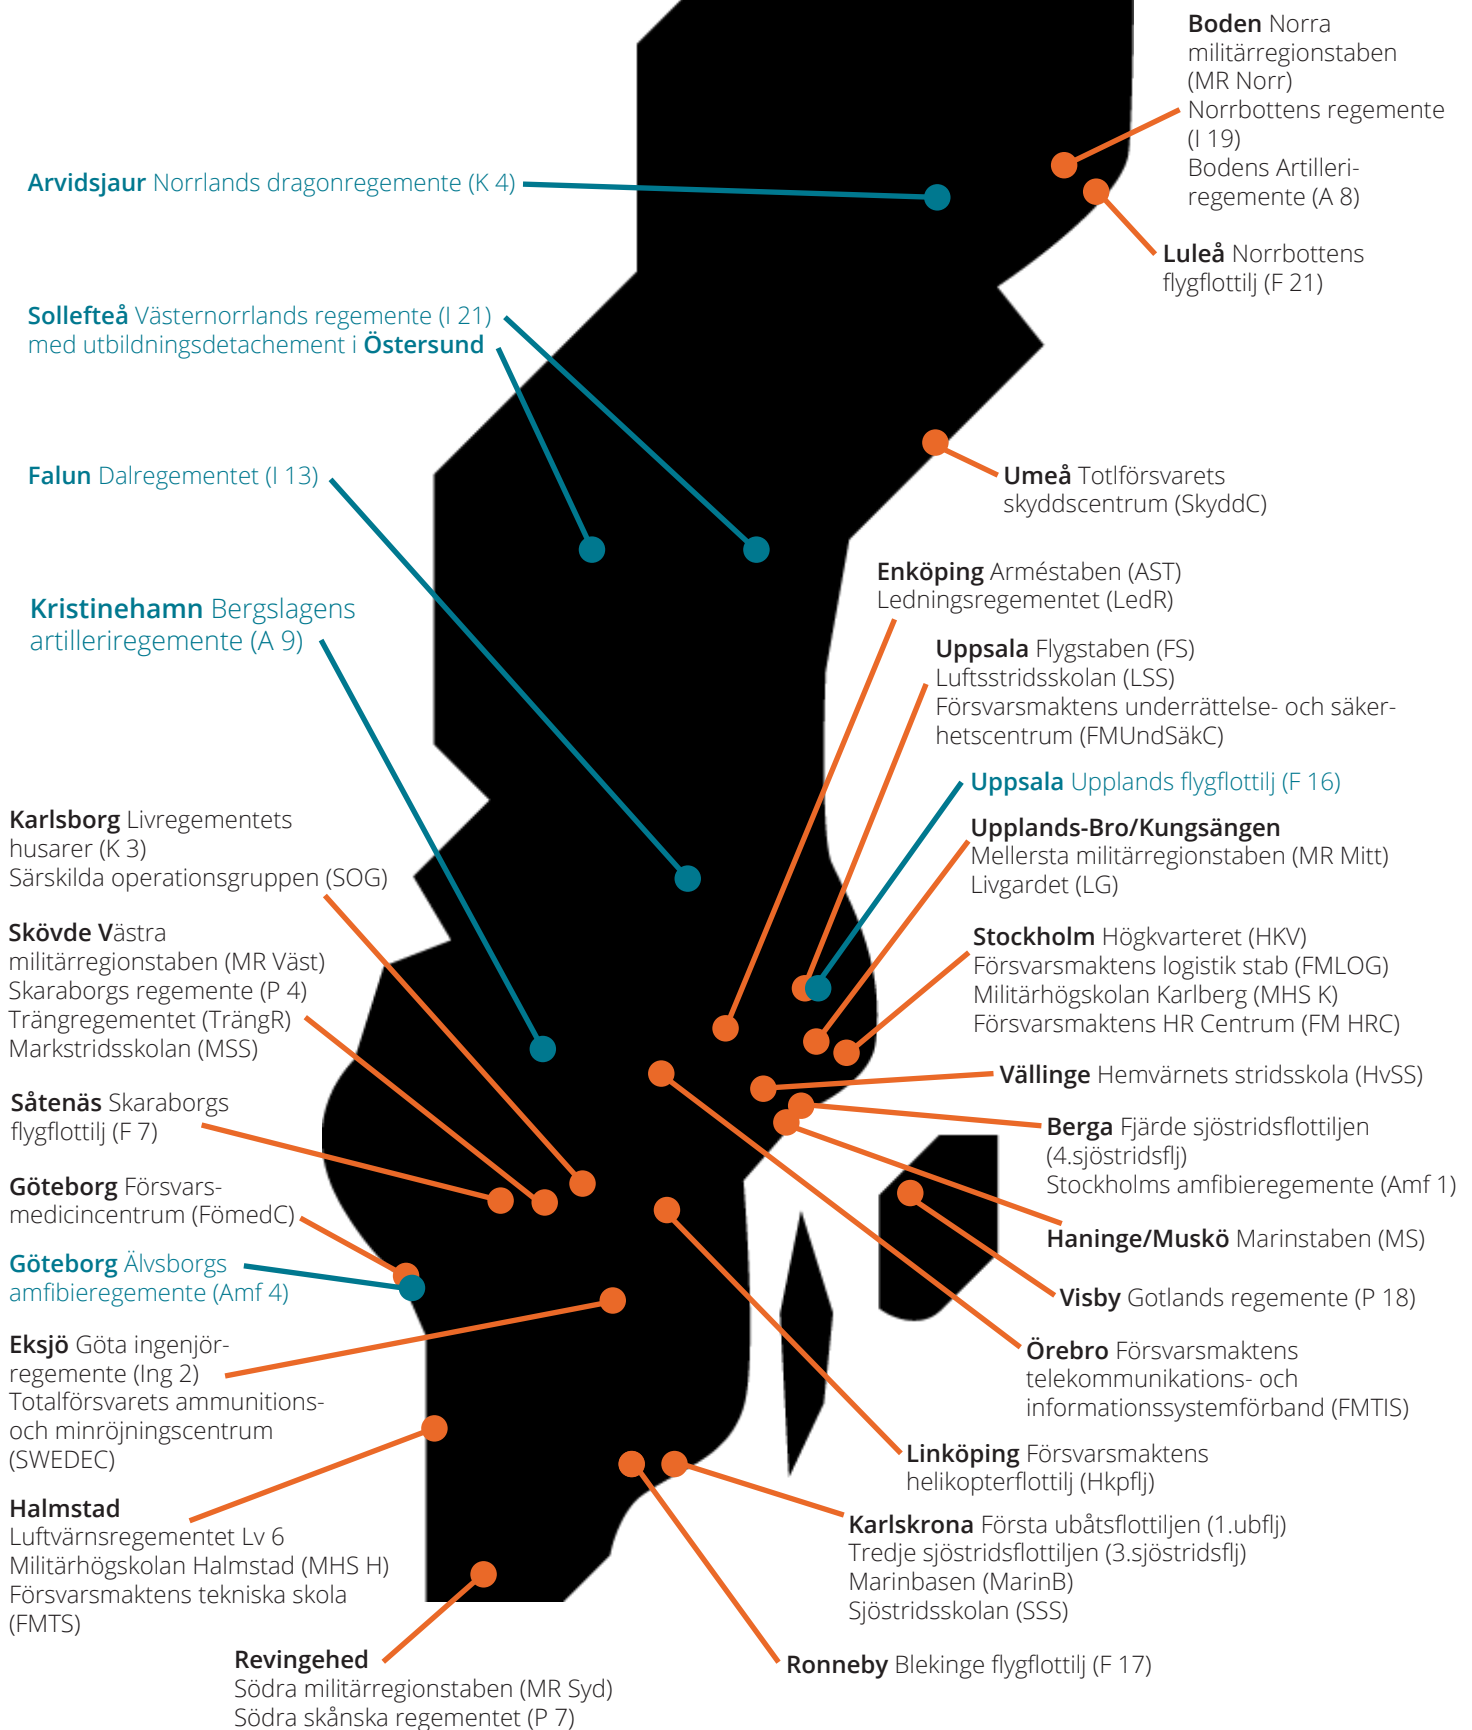 Boden Norra
militärregionstaben
(MR Norr)
Norrbottens regemente
(I 19)
Bodens Artilleri-
regemente (A 8)
Arvidsjaur Norrlands dragonregemente (K 4)
Luleå Norrbottens
flygflottilj (F 21)
Sollefteå Västernorrlands regemente (I 21)
med utbildningsdetachement i Östersund
Falun Dalregementet (I 13)
Umeå Totlförsvarets
skyddscentrum (SkyddC)
Kristinehamn Bergslagens
artilleriregemente (A 9)
Enköping Arméstaben (AST)
Ledningsregementet (LedR)
Uppsala Flygstaben (FS)
Luftsstridsskolan (LSS)
Försvarsmaktens underrättelse- och säker-
hetscentrum (FMUndSäkC)
Uppsala Upplands flygflottilj (F 16)
Upplands-Bro/Kungsängen
Mellersta militärregionstaben (MR Mitt)
Livgardet (LG)
Karlsborg Livregementets
husarer (K 3)
Särskilda operationsgruppen (SOG)
Skövde Västra
militärregionstaben (MR Väst)
Skaraborgs regemente (P 4)
Trängregementet (TrängR)
Markstridsskolan (MSS)
Stockholm Högkvarteret (HKV)
Försvarsmaktens logistik stab (FMLOG)
Militärhögskolan Karlberg (MHS K)
Försvarsmaktens HR Centrum (FM HRC)
Vällinge Hemvärnets stridsskola (HvSS)
Såtenäs Skaraborgs
flygflottilj (F 7)
Berga Fjärde sjöstridsflottiljen
(4.sjöstridsflj)
Stockholms amfibieregemente (Amf 1)
Göteborg Försvars-
medicincentrum (FömedC)
Haninge/Muskö Marinstaben (MS)
Göteborg Älvsborgs
amfibieregemente (Amf 4)
Visby Gotlands regemente (P 18)
Eksjö Göta ingenjör-
regemente (Ing 2)
Totalförsvarets ammunitions-
och minröjningscentrum
(SWEDEC)
Örebro Försvarsmaktens
telekommunikations- och
informationssystemförband (FMTIS)
Linköping Försvarsmaktens
helikopterflottilj (Hkpflj)
Halmstad
Luftvärnsregementet Lv 6
Militärhögskolan Halmstad (MHS H)
Försvarsmaktens tekniska skola
(FMTS)
Karlskrona Första ubåtsflottiljen (1.ubflj)
Tredje sjöstridsflottiljen (3.sjöstridsflj)
Marinbasen (MarinB)
Sjöstridsskolan (SSS)
Revingehed
Södra militärregionstaben (MR Syd)
Södra skånska regementet (P 7)
Ronneby Blekinge flygflottilj (F 17)